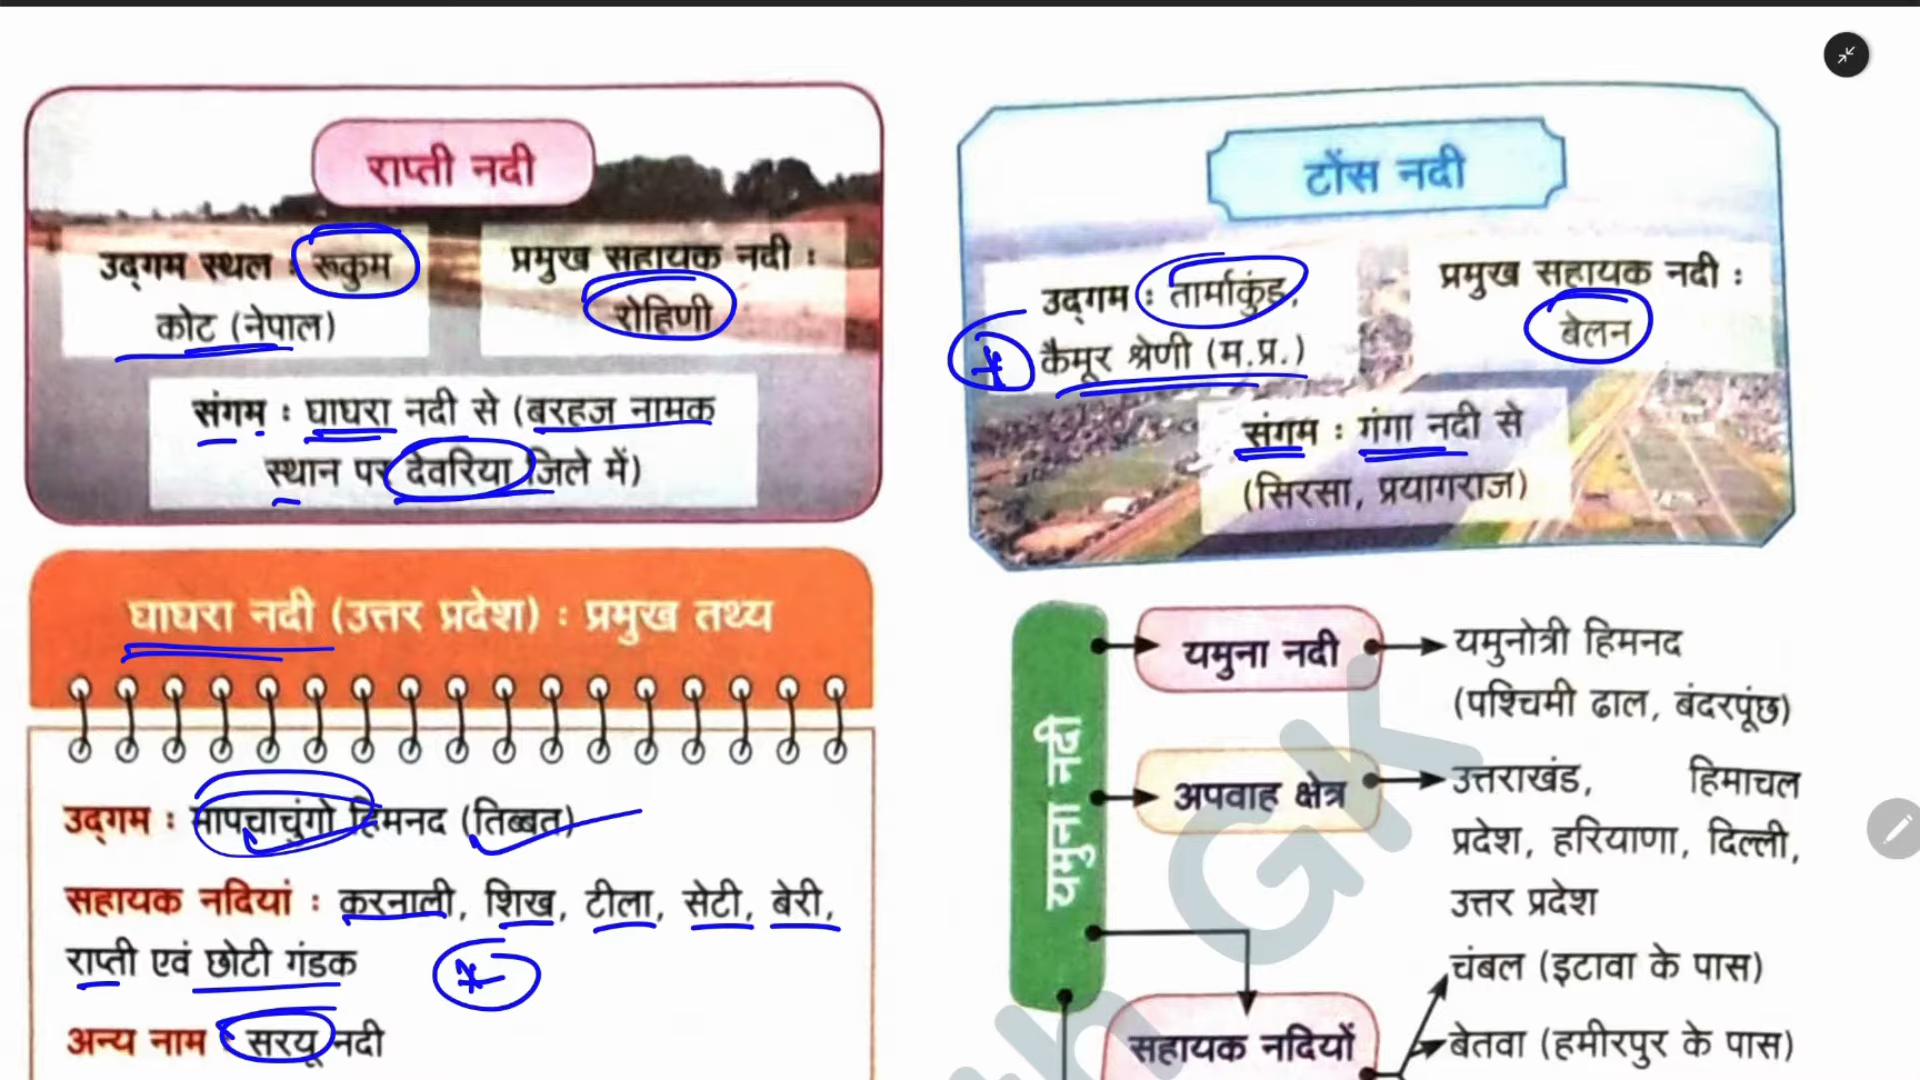 राप्ती नदी
उद्गम स्थल : रूकुम
कोट (नेपाल)
प्रमुख सहायक नदी :
रोहिणी
संगम : घाघरा नदी से (बरहज नामक
स्थान पर देवरिया जिले में)
टोंस नदी
उद्गम : तार्माकुंड,
कैमूर श्रेणी (म.प्र.)
प्रमुख सहायक नदी :
बेलन
संगम : गंगा नदी से
(सिरसा, प्रयागराज)
घाघरा नदी (उत्तर प्रदेश) : प्रमुख तथ्य
उद्गम : मापचाचुंगो हिमनद (तिब्बत)
सहायक नदियां : करनाली, शिख, टीला, सेटी, बेरी,
राप्ती एवं छोटी गंडक
अन्य नाम : सरयू नदी
यमुना नदी
यमुना नदी
यमुनोत्री हिमनद
(पश्चिमी ढाल, बंदरपूंछ)
अपवाह क्षेत्र
उत्तराखंड, हिमाचल
प्रदेश, हरियाणा, दिल्ली,
उत्तर प्रदेश
सहायक नदियों
चंबल (इटावा के पास)
बेतवा (हमीरपुर के पास)
GK